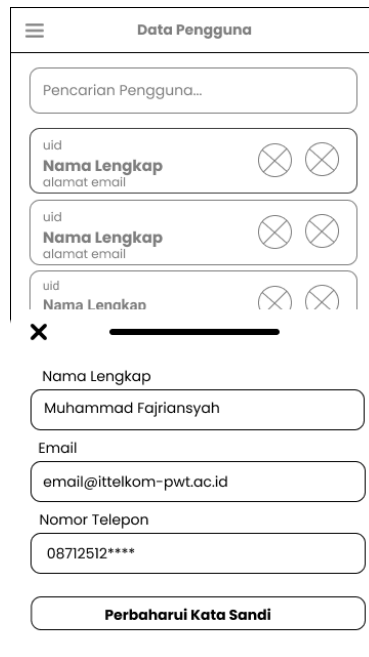 Data Pengguna
Pencarian Pengguna...
uid
Nama Lengkap
alamat email
uid
Nama Lengkap
alamat email
uid
Nama Lengkap
Nama Lengkap
Muhammad Fajriansyah
Email
email@ittelkom-pwt.ac.id
Nomor Telepon
08712512****
Perbaharui Kata Sandi